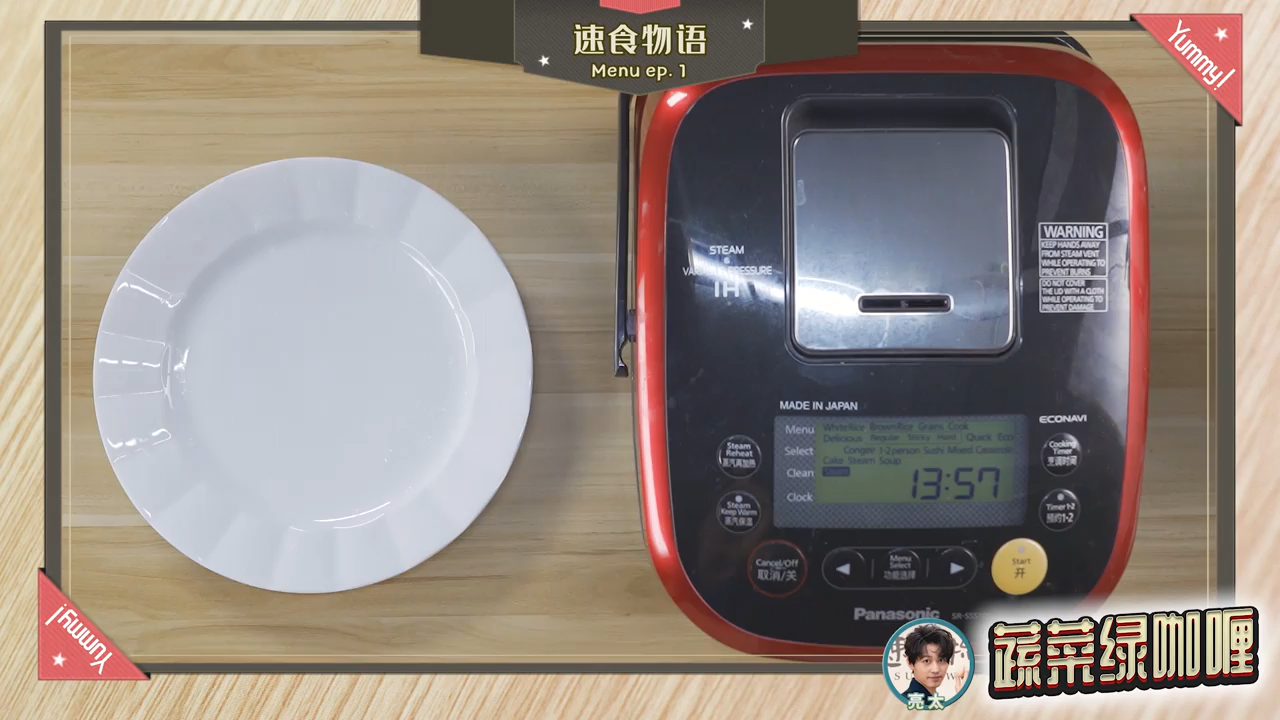 速食物语
Menu ep. 1
Yummy!
STEAM
&
VARIABLE PRESSURE
IH
WARNING
KEEP HANDS AWAY
FROM STEAM VENT
WHILE OPERATING TO
PREVENT BURNS
DO NOT COVER
THE LID WITH A CLOTH
WHILE OPERATING TO
PREVENT DAMAGE
MADE IN JAPAN
ECONAVI
Menu
Select
Clean
Clock
WhiteRice BrownRice Grains Cook
Delicious Regular Sticky Hard Quick Eco
Congee 1-2person Sushi Mixed Casserole
Cake Steam Soup
13:57
Steam
Reheat
蒸汽再加热
Steam
Keep Warm
蒸汽保温
Cooking
Timer
烹调时间
Timer 1·2
预约1·2
Cancel/Off
取消/关
Menu
Select
功能选择
Start
开
Panasonic
Yummy!
亮太
蔬菜绿咖喱